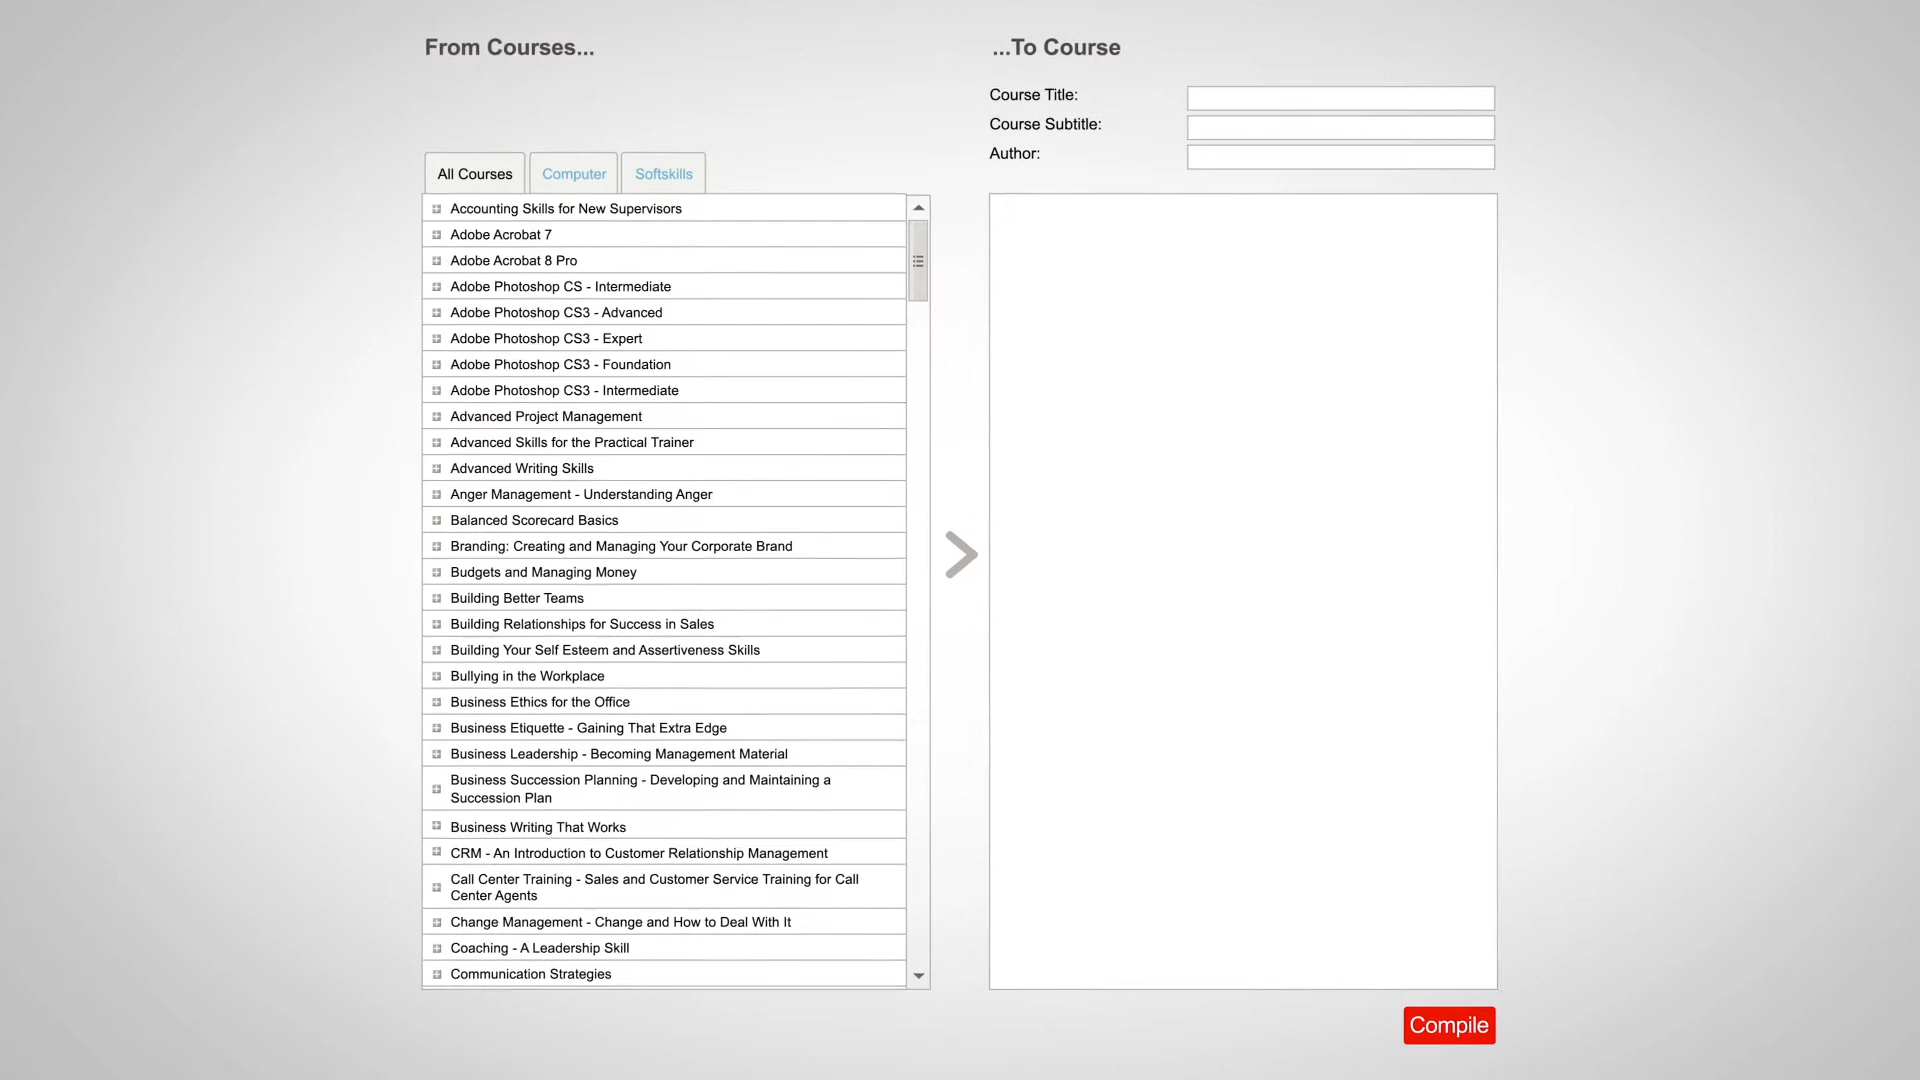 From Courses...
...To Course
Course Title:
Course Subtitle:
Author:
All Courses
Computer
Softskills
Accounting Skills for New Supervisors
Adobe Acrobat 7
Adobe Acrobat 8 Pro
Adobe Photoshop CS - Intermediate
Adobe Photoshop CS3 - Advanced
Adobe Photoshop CS3 - Expert
Adobe Photoshop CS3 - Foundation
Adobe Photoshop CS3 - Intermediate
Advanced Project Management
Advanced Skills for the Practical Trainer
Advanced Writing Skills
Anger Management - Understanding Anger
Balanced Scorecard Basics
Branding: Creating and Managing Your Corporate Brand
Budgets and Managing Money
Building Better Teams
Building Relationships for Success in Sales
Building Your Self Esteem and Assertiveness Skills
Bullying in the Workplace
Business Ethics for the Office
Business Etiquette - Gaining That Extra Edge
Business Leadership - Becoming Management Material
Business Succession Planning - Developing and Maintaining a
Succession Plan
Business Writing That Works
CRM - An Introduction to Customer Relationship Management
Call Center Training - Sales and Customer Service Training for Call
Center Agents
Change Management - Change and How to Deal With It
Coaching - A Leadership Skill
Communication Strategies
Compile